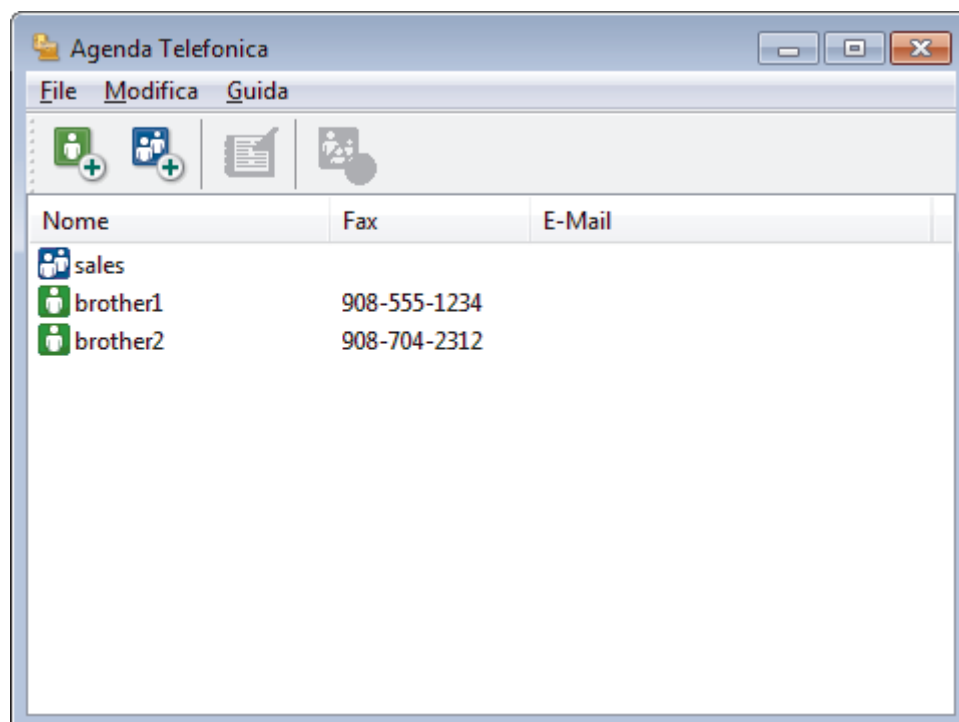 Agenda Telefonica
File Modifica Guida
Nome Fax E-Mail
sales
brother1 908-555-1234
brother2 908-704-2312